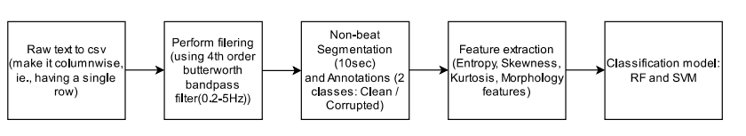 Raw text to csv
(make it columnwise,
ie., having a single
row)
Perform filering
(using 4th order
butterworth
bandpass
filter(0.2-5Hz))
Non-beat
Segmentation
(10sec)
and Annotations (2
classes: Clean /
Corrupted)
Feature extraction
(Entropy, Skewness,
Kurtosis, Morphology
features)
Classification model:
RF and SVM